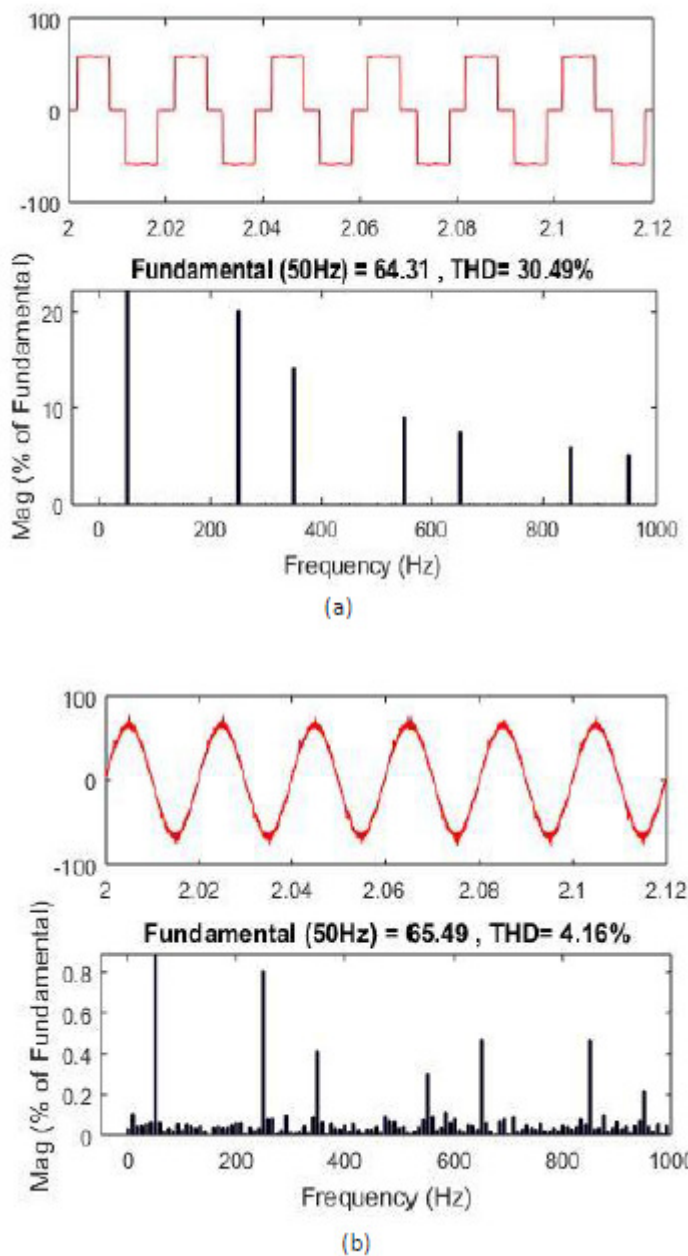 100
0
-100
2 2.02 2.04 2.06 2.08 2.1 2.12
Fundamental (50Hz) = 64.31 , THD= 30.49%
Mag (% of Fundamental)
20
10
0
0 200 400 600 800 1000
Frequency (Hz)
(a)
100
0
-100
2 2.02 2.04 2.06 2.08 2.1 2.12
Fundamental (50Hz) = 65.49 , THD= 4.16%
Mag (% of Fundamental)
0.8
0.6
0.4
0.2
0
0 200 400 600 800 1000
Frequency (Hz)
(b)